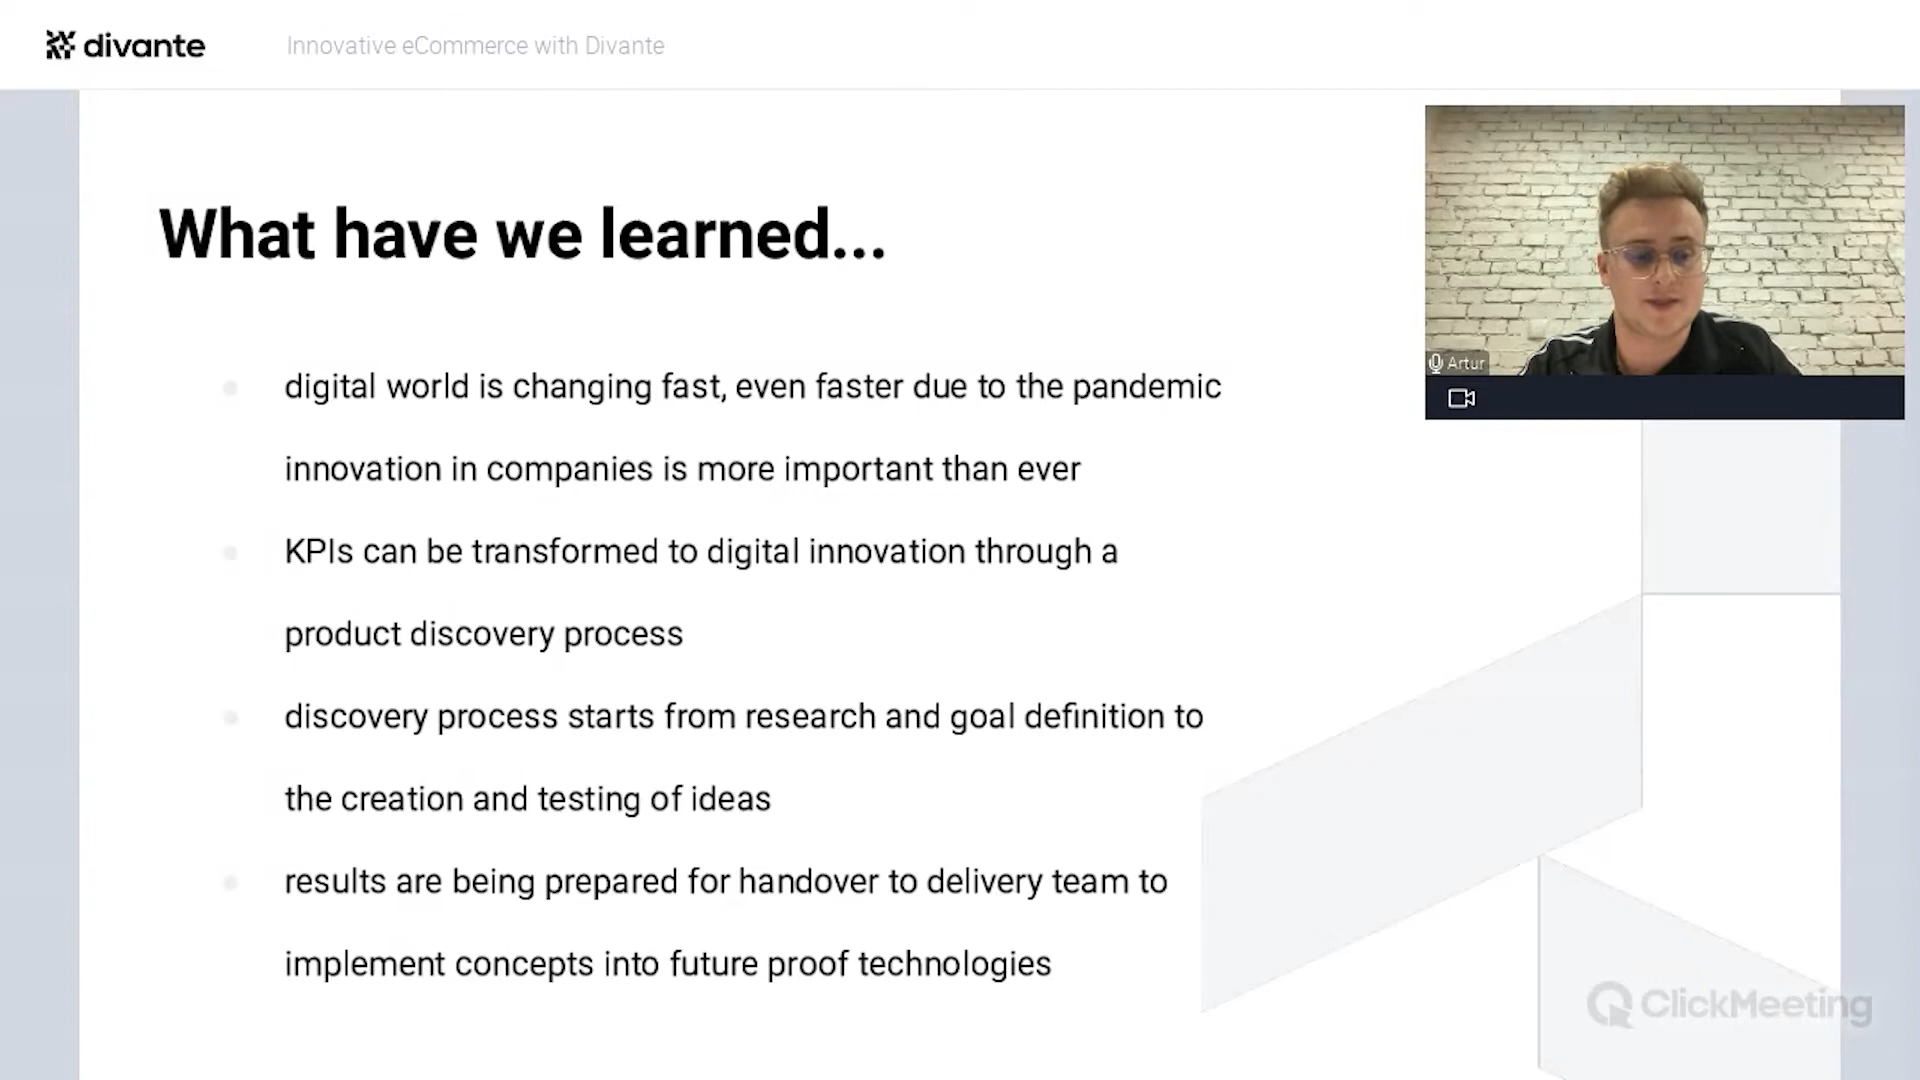 divante
Innovative eCommerce with Divante
What have we learned...
Artur
digital world is changing fast, even faster due to the pandemic
innovation in companies is more important than ever
KPIs can be transformed to digital innovation through a
product discovery process
discovery process starts from research and goal definition to
the creation and testing of ideas
results are being prepared for handover to delivery team to
implement concepts into future proof technologies
ClickMeeting